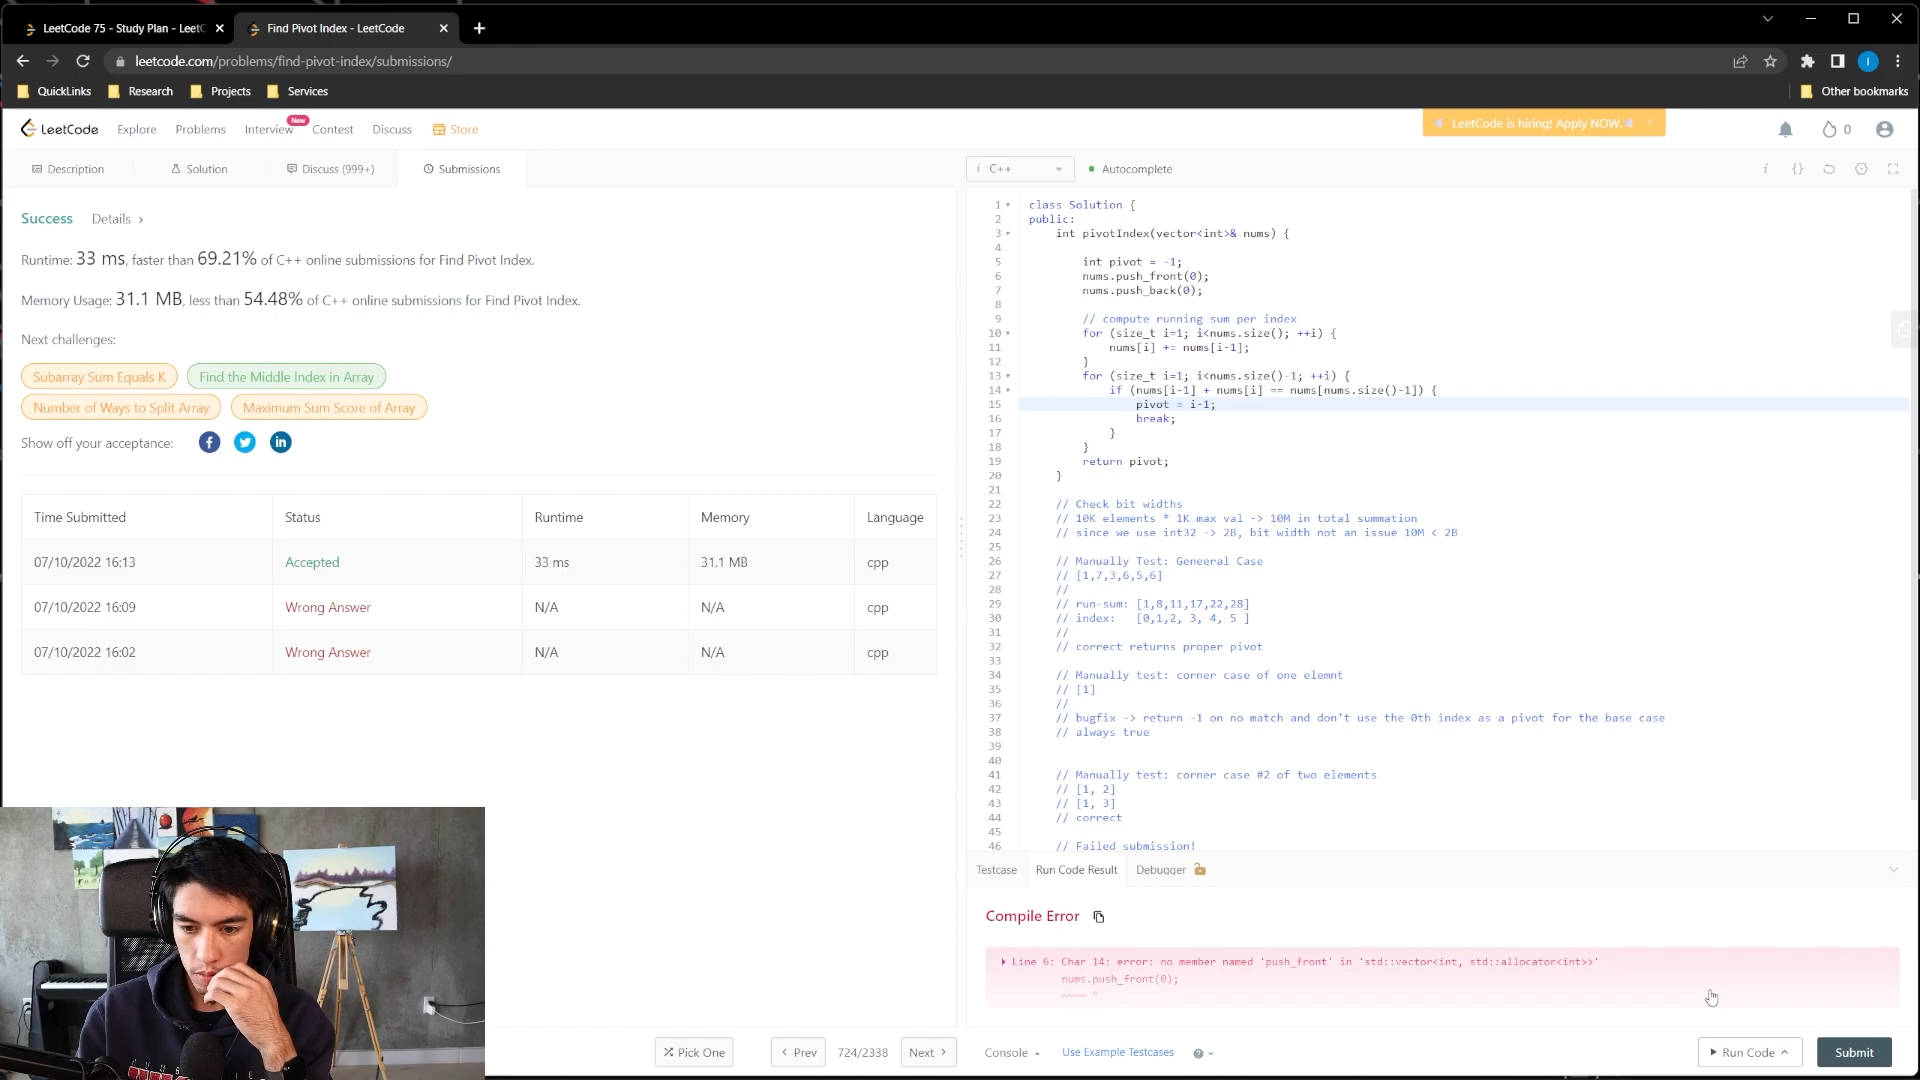 LeetCode 75 - Study Plan - LeetC
Find Pivot Index - LeetCode
leetcode.com/problems/find-pivot-index/submissions/
QuickLinks
Research
Projects
Services
Other bookmarks
LeetCode
Explore
Problems
Interview
New
Contest
Discuss
Store
LeetCode is hiring! Apply NOW.
0
Description
Solution
Discuss (999+)
Submissions
i C++
Autocomplete
Success Details >
Runtime: 33 ms, faster than 69.21% of C++ online submissions for Find Pivot Index.
Memory Usage: 31.1 MB, less than 54.48% of C++ online submissions for Find Pivot Index.
Next challenges:
Subarray Sum Equals K
Find the Middle Index in Array
Number of Ways to Split Array
Maximum Sum Score of Array
Show off your acceptance:
Time Submitted Status Runtime Memory Language
07/10/2022 16:13 Accepted 33 ms 31.1 MB cpp
07/10/2022 16:09 Wrong Answer N/A N/A cpp
07/10/2022 16:02 Wrong Answer N/A N/A cpp
Pick One
< Prev
724/2338
Next >
1 class Solution {
2 public:
3 int pivotIndex(vector<int>& nums) {
4
5 int pivot = -1;
6 nums.push_front(0);
7 nums.push_back(0);
8
9 // compute running sum per index
10 for (size_t i=1; i<nums.size(); ++i) {
11 nums[i] += nums[i-1];
12 }
13 for (size_t i=1; i<nums.size()-1; ++i) {
14 if (nums[i-1] + nums[i] == nums[nums.size()-1]) {
15 pivot = i-1;
16 break;
17 }
18 }
19 return pivot;
20 }
21
22 // Check bit widths
23 // 10K elements * 1K max val -> 10M in total summation
24 // since we use int32 -> 2B, bit width not an issue 10M < 2B
25
26 // Manually Test: Geneeral Case
27 // [1,7,3,6,5,6]
28 //
29 // run-sum: [1,8,11,17,22,28]
30 // index: [0,1,2, 3, 4, 5 ]
31 //
32 // correct returns proper pivot
33
34 // Manually test: corner case of one elemnt
35 // [1]
36 //
37 // bugfix -> return -1 on no match and don't use the 0th index as a pivot for the base case
38 // always true
39
40
41 // Manually test: corner case #2 of two elements
42 // [1, 2]
43 // [1, 3]
44 // correct
45
46 // Failed submission!
Testcase
Run Code Result
Debugger
Compile Error
Line 6: Char 14: error: no member named 'push_front' in 'std::vector<int, std::allocator<int>>'
nums.push_front(0);
~~~~ ^
Console
Use Example Testcases
Run Code
Submit